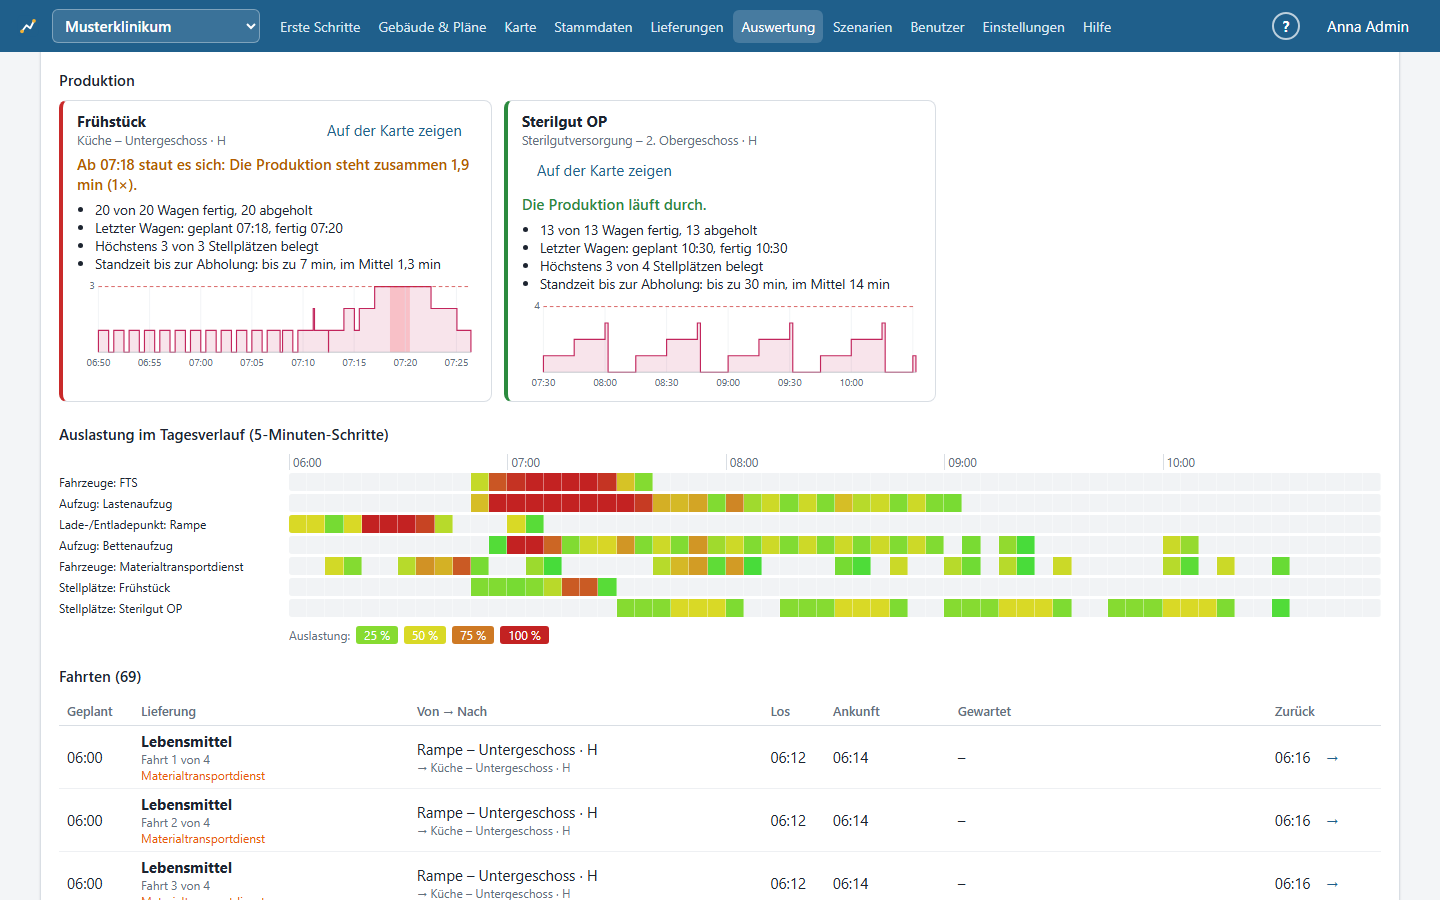 Musterklinikum
Erste Schritte
Gebäude & Pläne
Karte
Stammdaten
Lieferungen
Auswertung
Szenarien
Benutzer
Einstellungen
Hilfe
?
Anna Admin
Produktion
Frühstück
Küche – Untergeschoss · H
Auf der Karte zeigen
Ab 07:18 staut es sich: Die Produktion steht zusammen 1,9
min (1×).
20 von 20 Wagen fertig, 20 abgeholt
Letzter Wagen: geplant 07:18, fertig 07:20
Höchstens 3 von 3 Stellplätzen belegt
Standzeit bis zur Abholung: bis zu 7 min, im Mittel 1,3 min
3
06:50 06:55 07:00 07:05 07:10 07:15 07:20 07:25
Sterilgut OP
Sterilgutversorgung – 2. Obergeschoss · H
Auf der Karte zeigen
Die Produktion läuft durch.
13 von 13 Wagen fertig, 13 abgeholt
Letzter Wagen: geplant 10:30, fertig 10:30
Höchstens 3 von 4 Stellplätzen belegt
Standzeit bis zur Abholung: bis zu 30 min, im Mittel 14 min
4
07:30 08:00 08:30 09:00 09:30 10:00
Auslastung im Tagesverlauf (5-Minuten-Schritte)
06:00 07:00 08:00 09:00 10:00
Fahrzeuge: FTS
Aufzug: Lastenaufzug
Lade-/Entladepunkt: Rampe
Aufzug: Bettenaufzug
Fahrzeuge: Materialtransportdienst
Stellplätze: Frühstück
Stellplätze: Sterilgut OP
Auslastung: 25 % 50 % 75 % 100 %
Fahrten (69)
Geplant Lieferung Von → Nach Los Ankunft Gewartet Zurück
06:00
Lebensmittel
Fahrt 1 von 4
Materialtransportdienst
Rampe – Untergeschoss · H
→ Küche – Untergeschoss · H
06:12 06:14 – 06:16 →
06:00
Lebensmittel
Fahrt 2 von 4
Materialtransportdienst
Rampe – Untergeschoss · H
→ Küche – Untergeschoss · H
06:12 06:14 – 06:16 →
06:00
Lebensmittel
Fahrt 3 von 4
Rampe – Untergeschoss · H
→ Küche – Untergeschoss · H
06:12 06:14 – 06:16 →